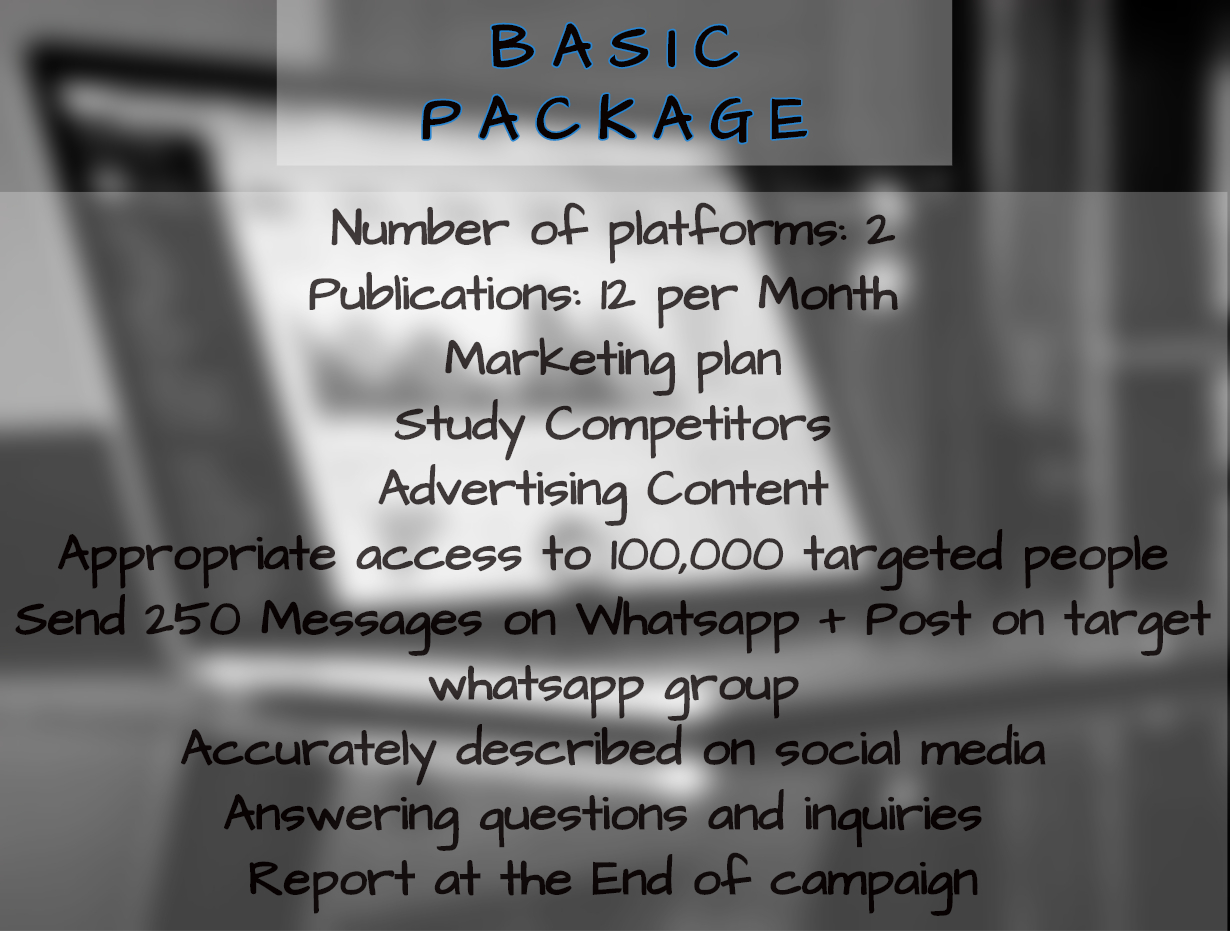 BASIC
PACKAGE
Number of platforms: 2
Publications: 12 per Month
Marketing plan
Study Competitors
Advertising Content
Appropriate access to 100,000 targeted people
Send 250 Messages on Whatsapp + Post on target
whatsapp group
Accurately described on social media
Answering questions and inquiries
Report at the End of campaign